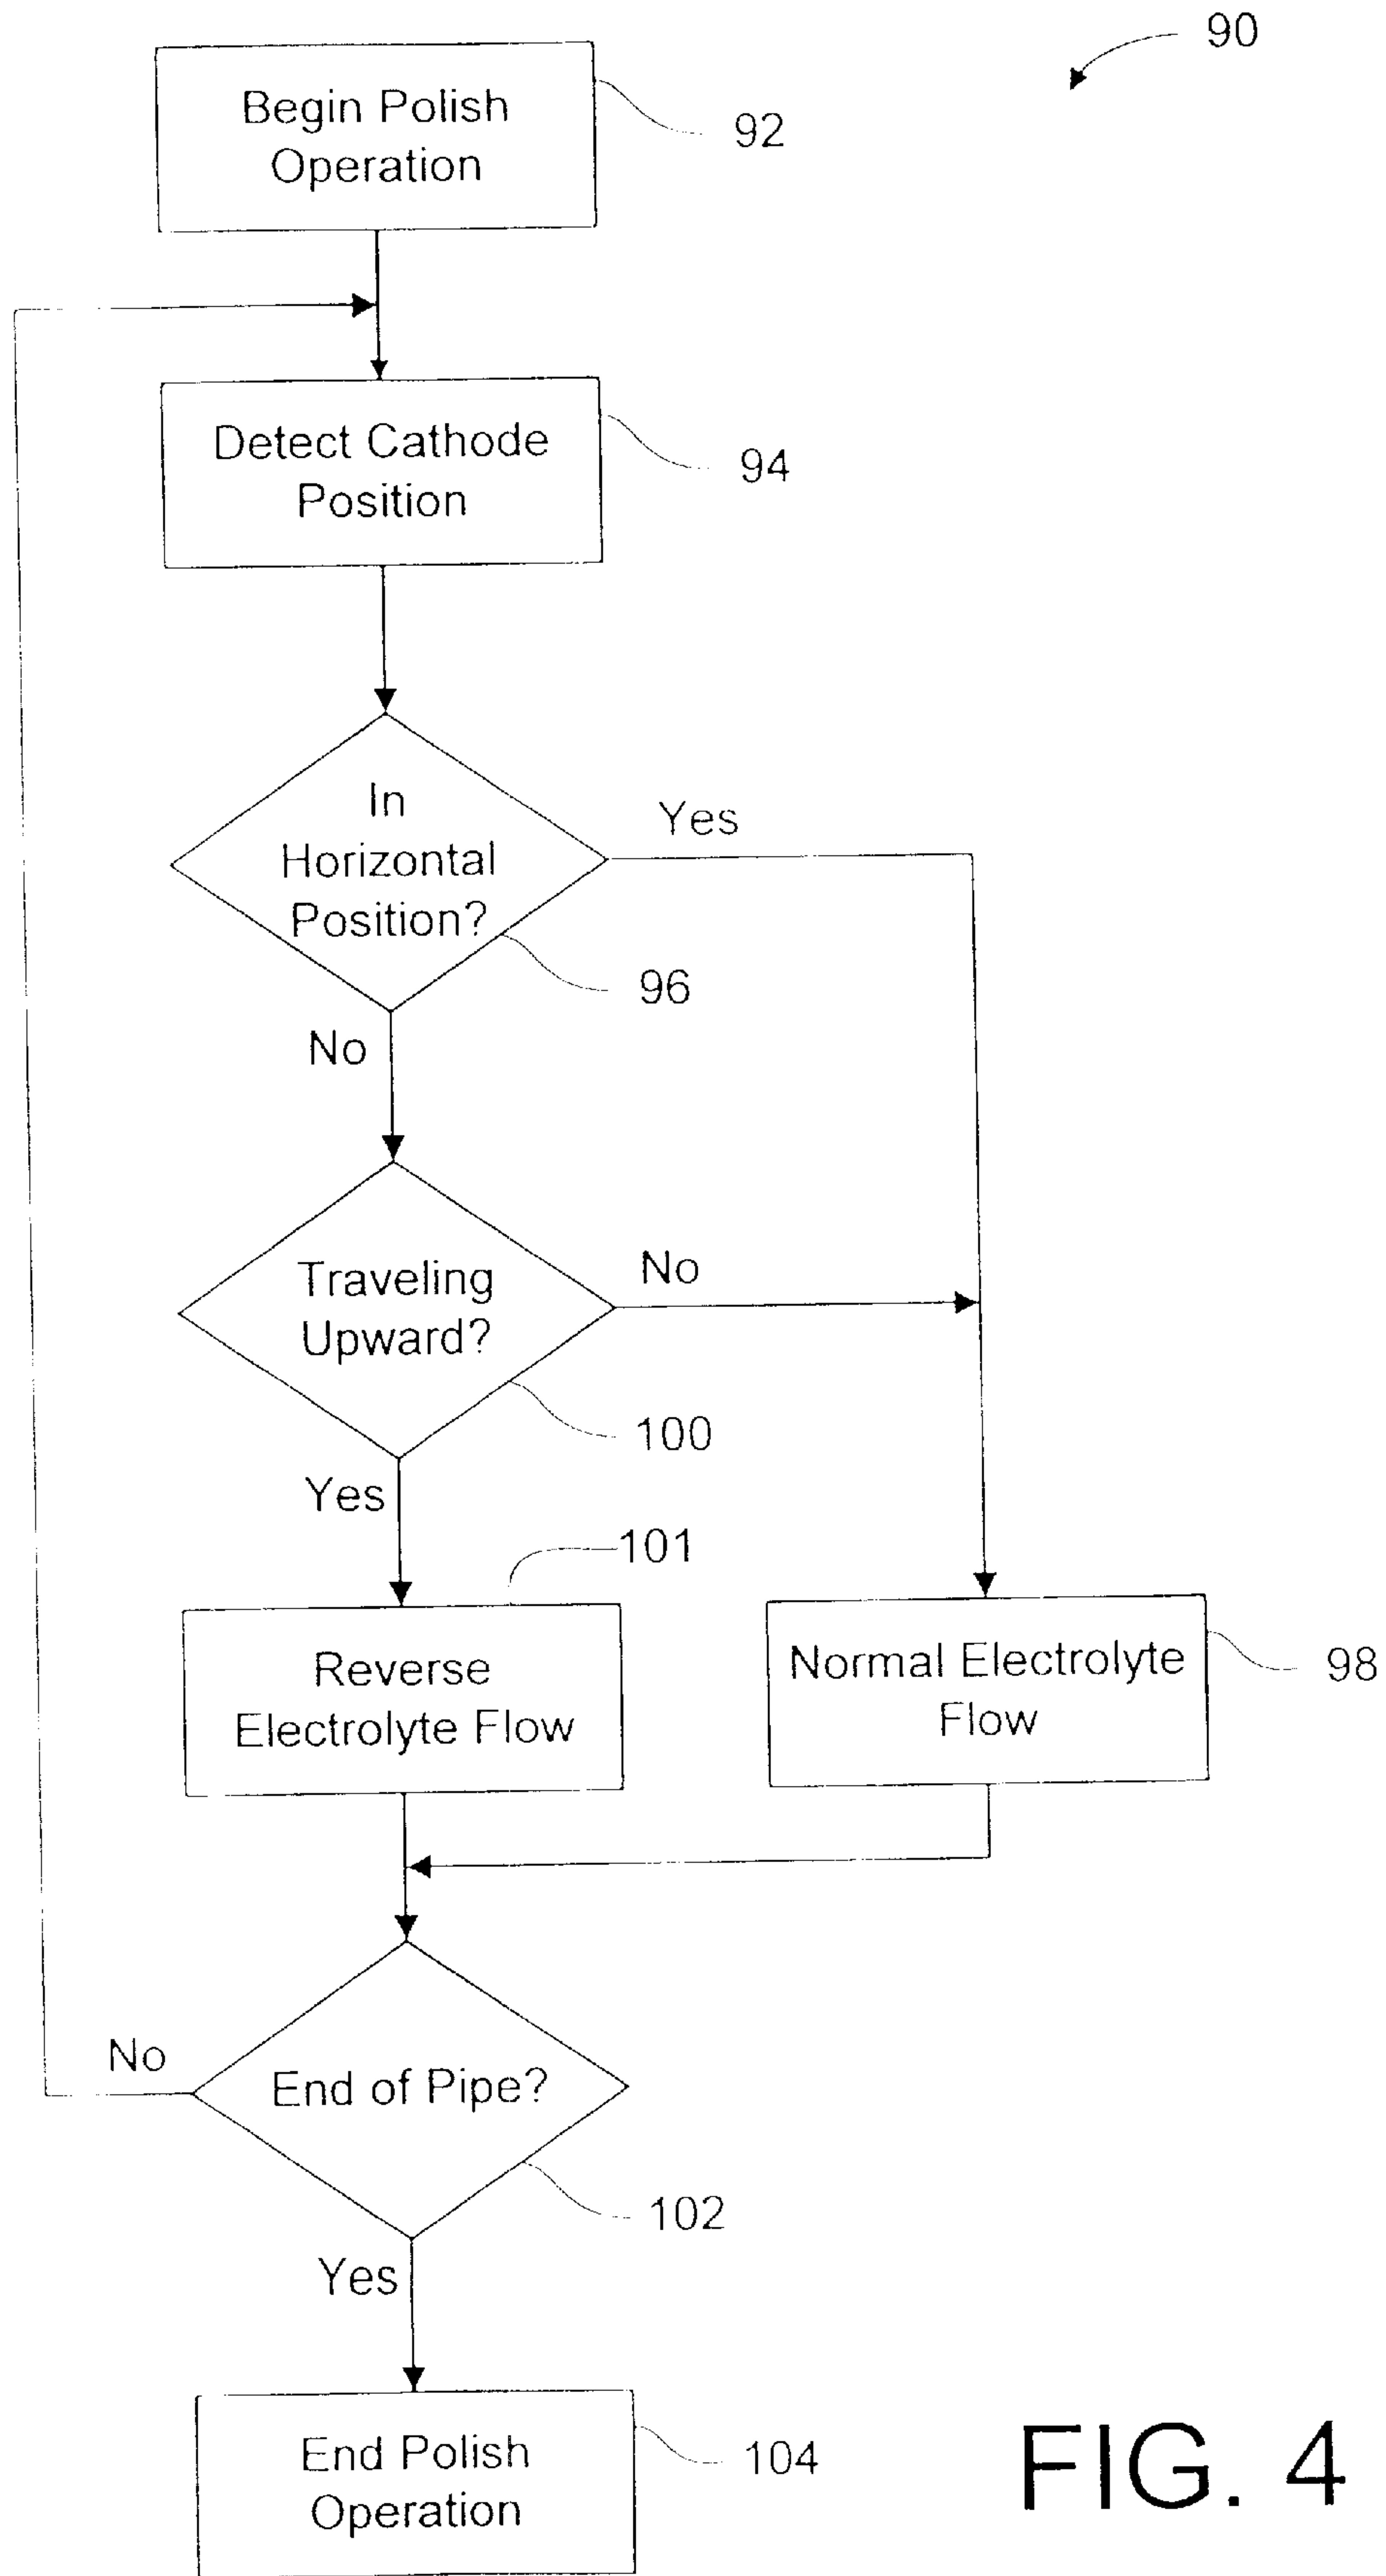 90
Begin Polish
Operation
92
Detect Cathode
Position
94
In
Horizontal
Position?
Yes
96
No
Traveling
Upward?
No
100
Yes
101
Reverse
Electrolyte Flow
Normal Electrolyte
Flow
98
No
End of Pipe?
102
Yes
End Polish
Operation
104
FIG. 4